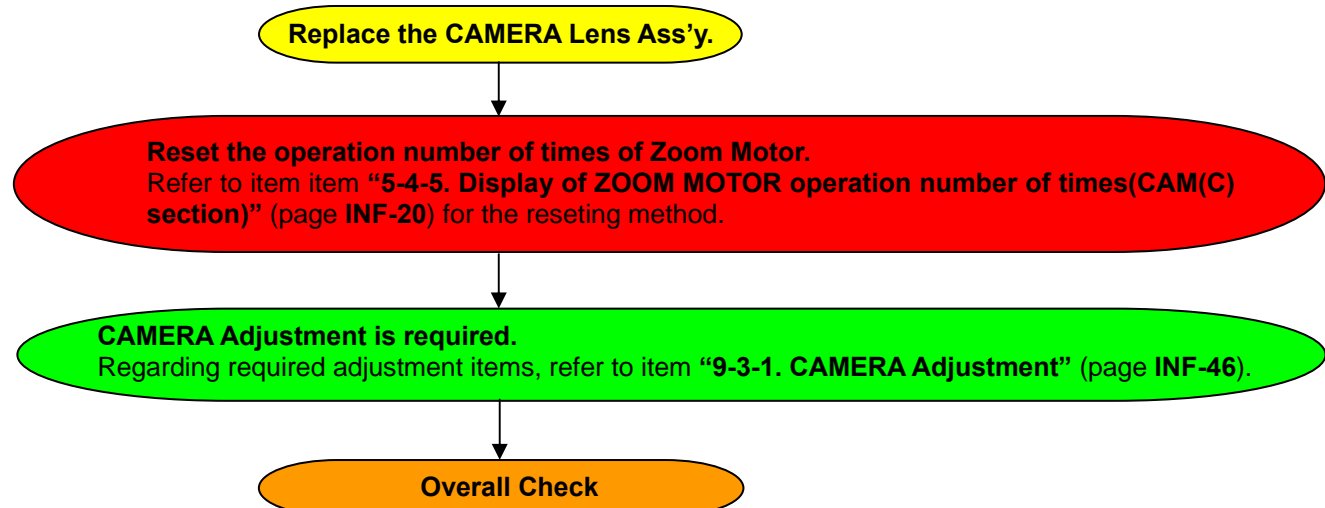 Replace the CAMERA Lens Ass’y.
Reset the operation number of times of Zoom Motor.
Refer to item item “5-4-5. Display of ZOOM MOTOR operation number of times(CAM(C)
section)” (page INF-20) for the reseting method.
CAMERA Adjustment is required.
Regarding required adjustment items, refer to item “9-3-1. CAMERA Adjustment” (page INF-46).
Overall Check